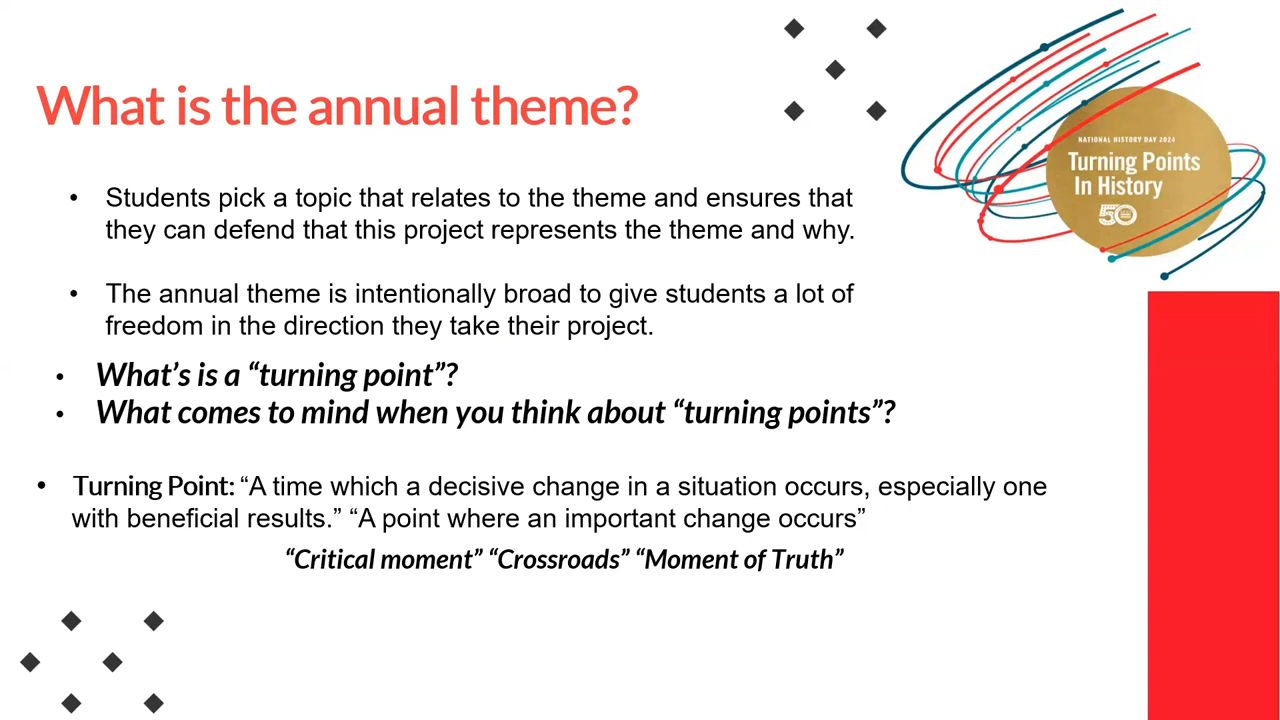 What is the annual theme?
NATIONAL HISTORY DAY 2024
Turning Points
In History
50
• Students pick a topic that relates to the theme and ensures that
they can defend that this project represents the theme and why.
• The annual theme is intentionally broad to give students a lot of
freedom in the direction they take their project.
• What’s is a “turning point”?
• What comes to mind when you think about “turning points”?
• Turning Point: “A time which a decisive change in a situation occurs, especially one
with beneficial results.” “A point where an important change occurs”
“Critical moment” “Crossroads” “Moment of Truth”